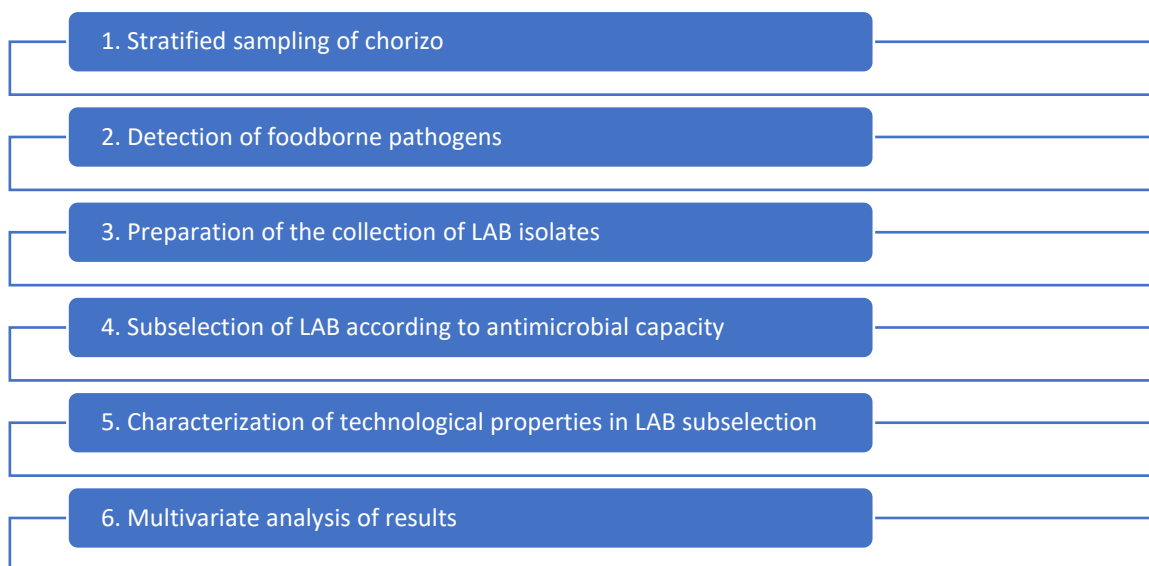 1. Stratified sampling of chorizo
2. Detection of foodborne pathogens
3. Preparation of the collection of LAB isolates
4. Subselection of LAB according to antimicrobial capacity
5. Characterization of technological properties in LAB subselection
6. Multivariate analysis of results